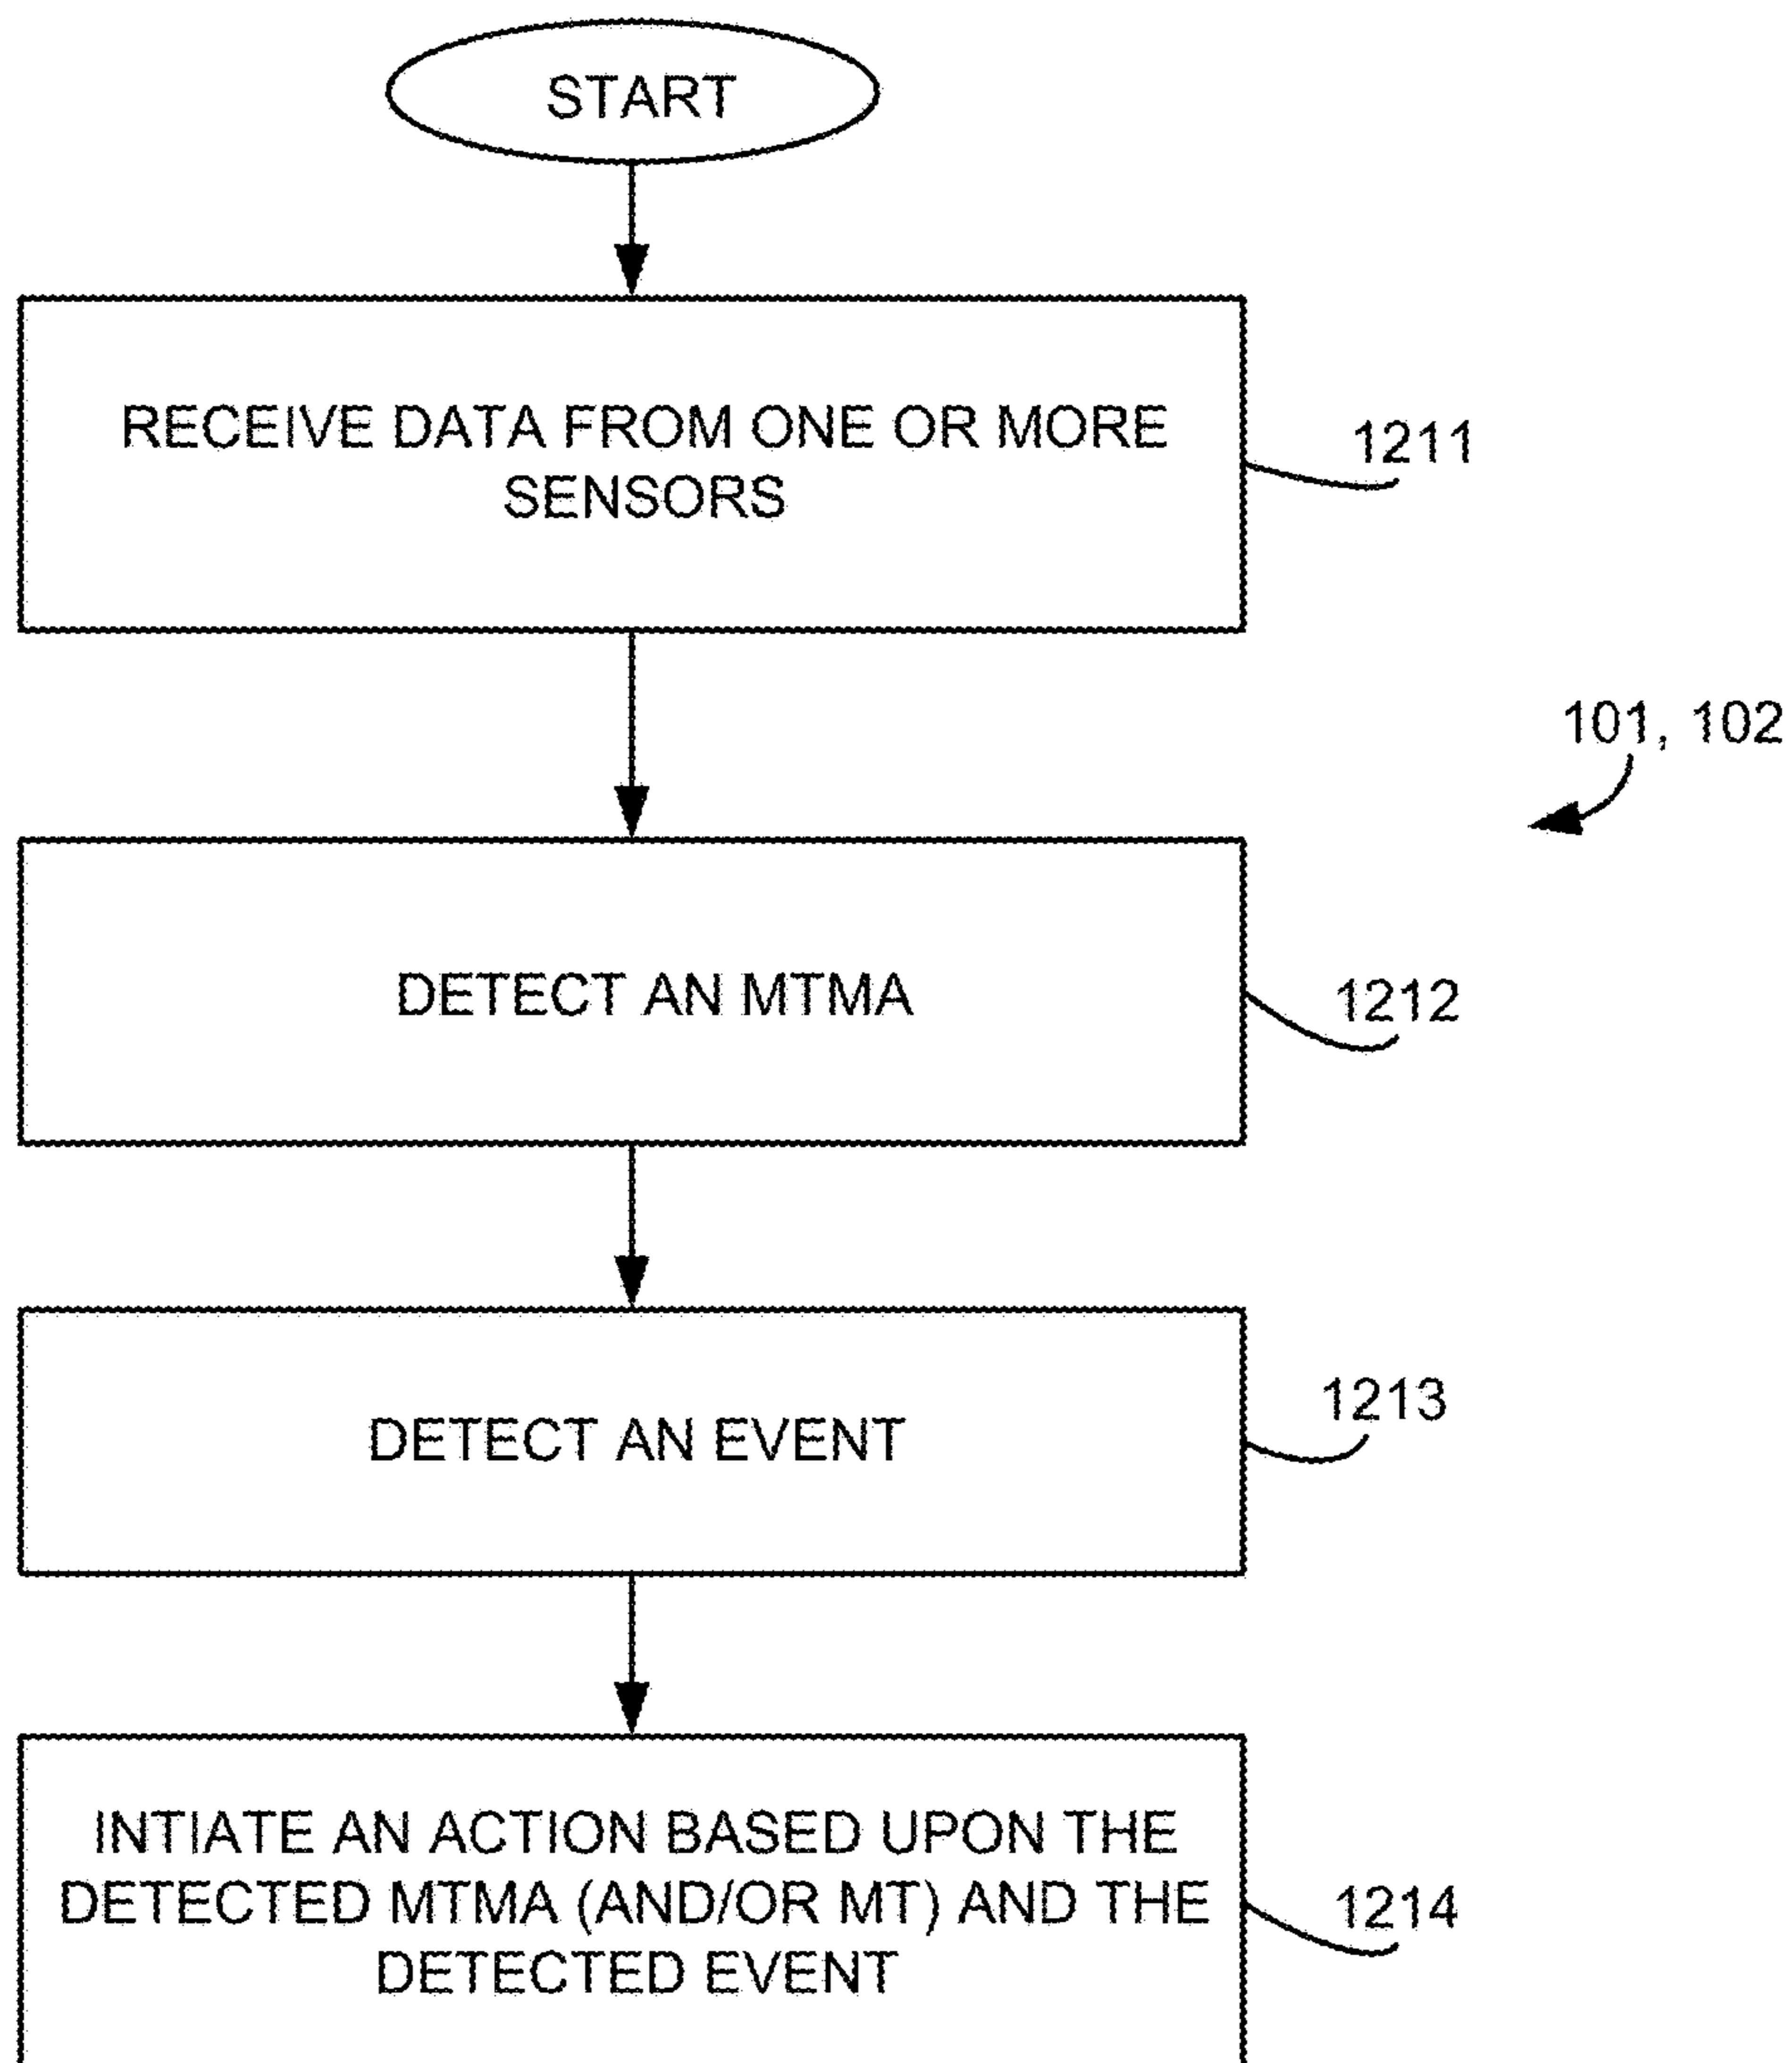 START
RECEIVE DATA FROM ONE OR MORE
SENSORS
1211
101, 102
DETECT AN MTMA
1212
DETECT AN EVENT
1213
INTIATE AN ACTION BASED UPON THE
DETECTED MTMA (AND/OR MT) AND THE
DETECTED EVENT
1214